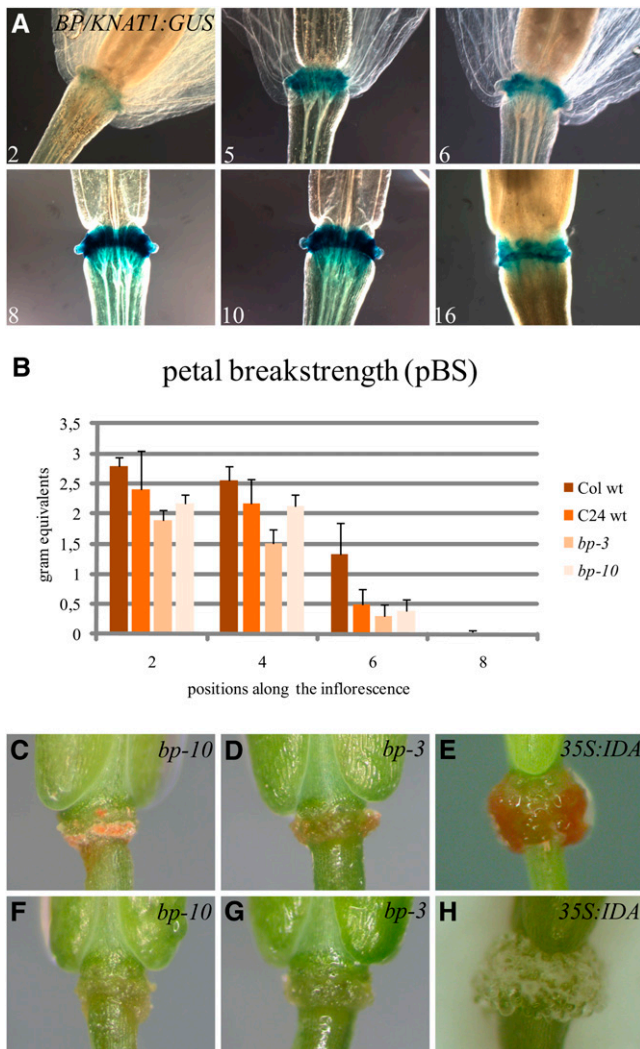 A
BP/KNAT1:GUS
2
5
6
8
10
16
B
petal breakstrength (pBS)
3,5
3
2,5
2
1,5
1
0,5
0
gram equivalents
2 4 6 8
positions along the inflorescence
Col wt
C24 wt
bp-3
bp-10
C bp-10
D bp-3
E 35S:IDA
F bp-10
G bp-3
H 35S:IDA